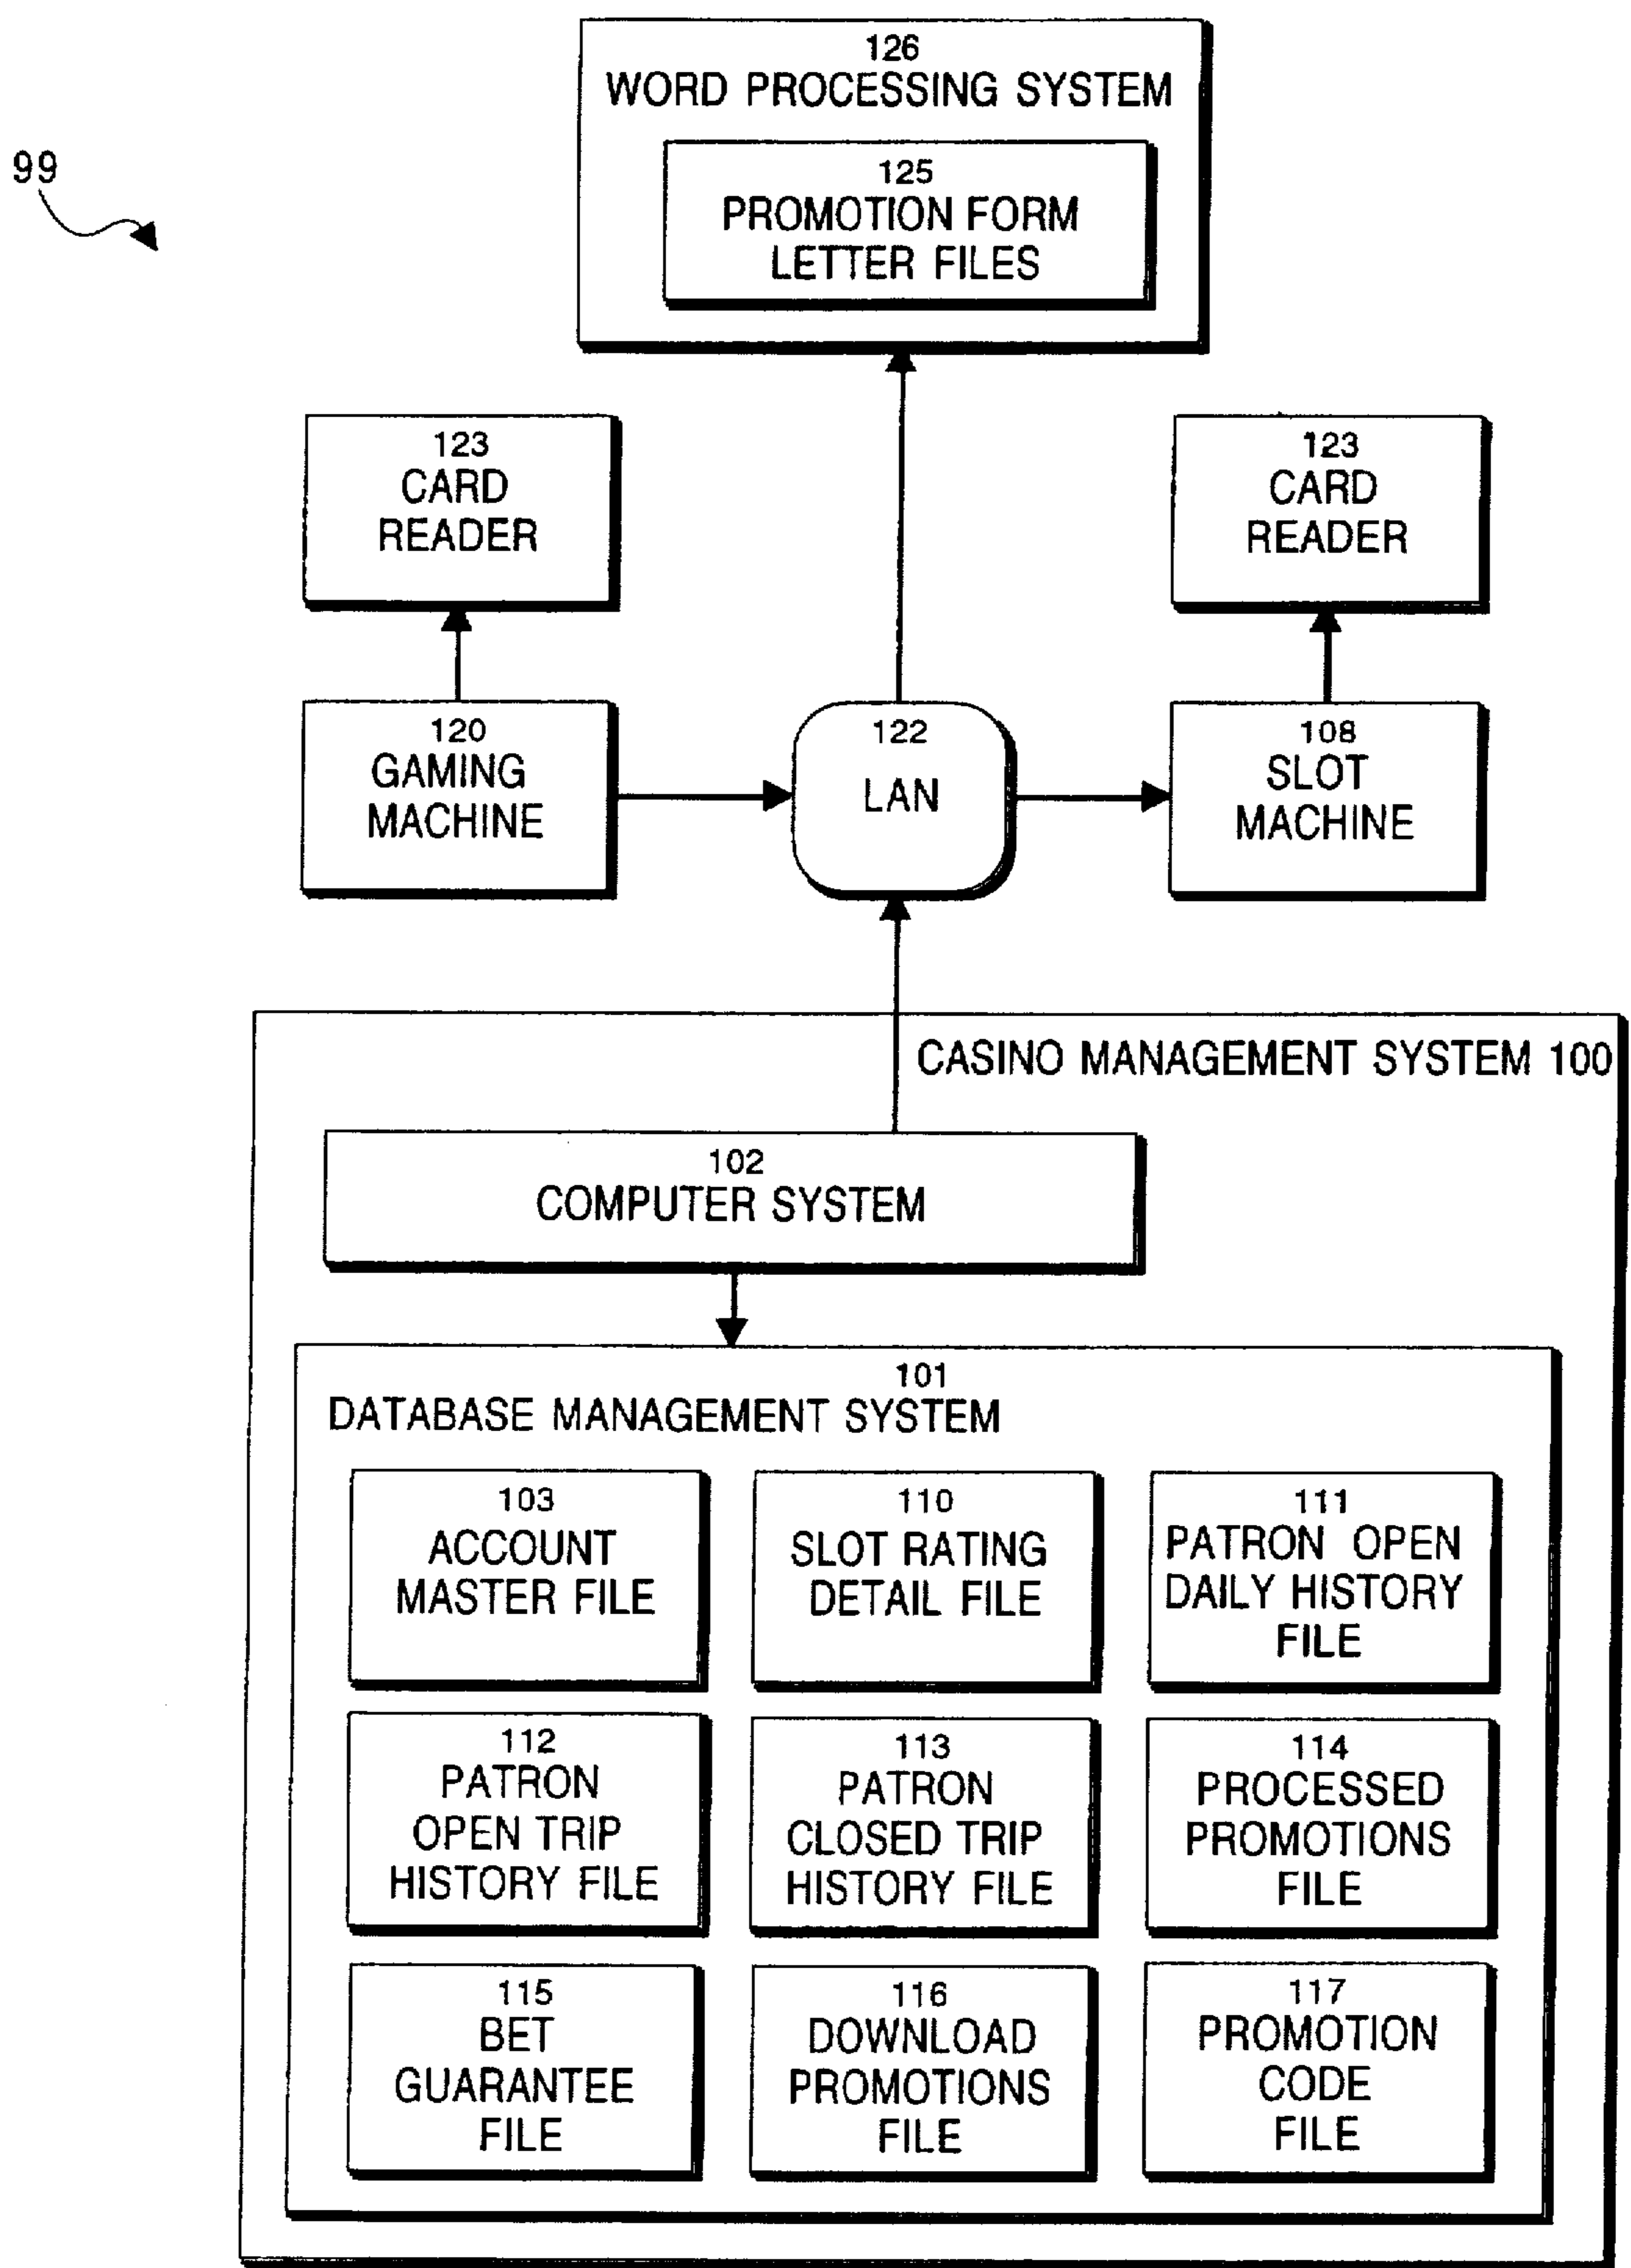 126
WORD PROCESSING SYSTEM
99
125
PROMOTION FORM
LETTER FILES
123
CARD
READER
123
CARD
READER
120
GAMING
MACHINE
122
LAN
108
SLOT
MACHINE
CASINO MANAGEMENT SYSTEM 100
102
COMPUTER SYSTEM
101
DATABASE MANAGEMENT SYSTEM
103
ACCOUNT
MASTER FILE
110
SLOT RATING
DETAIL FILE
111
PATRON OPEN
DAILY HISTORY
FILE
112
PATRON
OPEN TRIP
HISTORY FILE
113
PATRON
CLOSED TRIP
HISTORY FILE
114
PROCESSED
PROMOTIONS
FILE
115
BET
GUARANTEE
FILE
116
DOWNLOAD
PROMOTIONS
FILE
117
PROMOTION
CODE
FILE